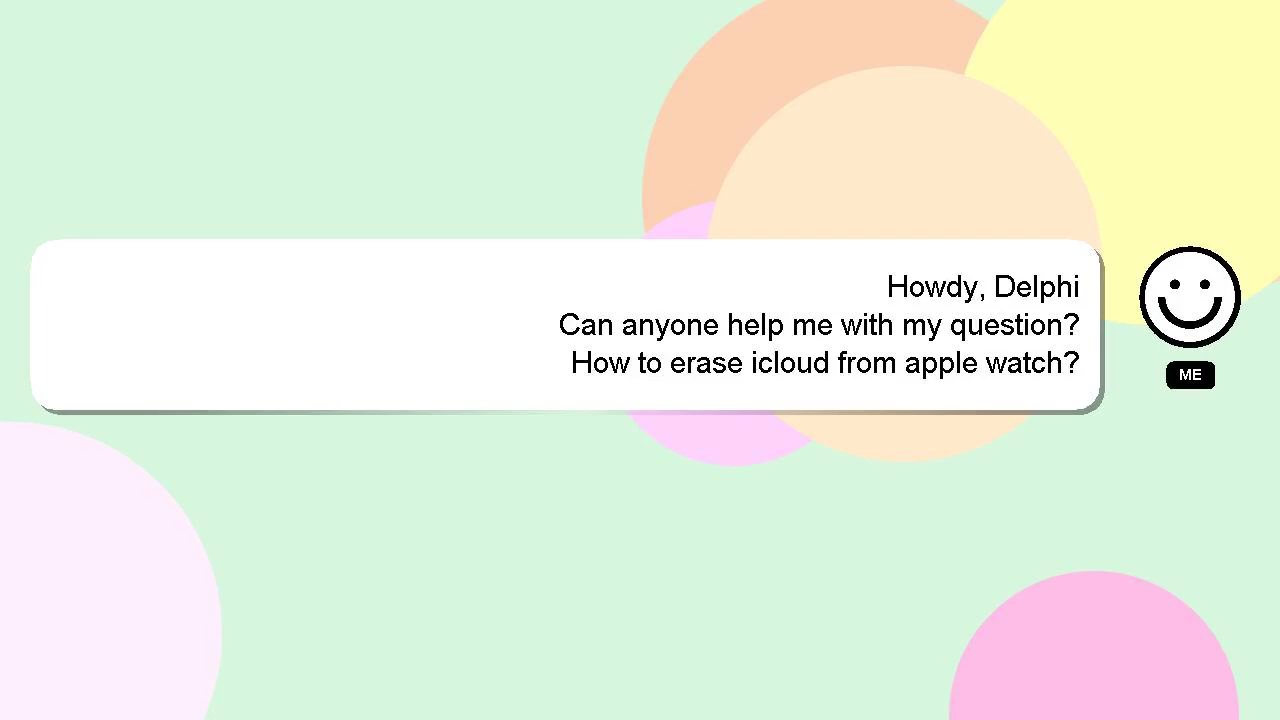 Howdy, Delphi
Can anyone help me with my question?
How to erase icloud from apple watch?
ME